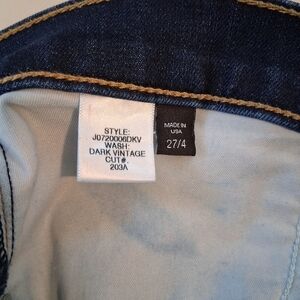 STYLE:
J0720006DKV
WASH:
DARK VINTAGE
CUT#:
203A
MADE IN
USA
27/4